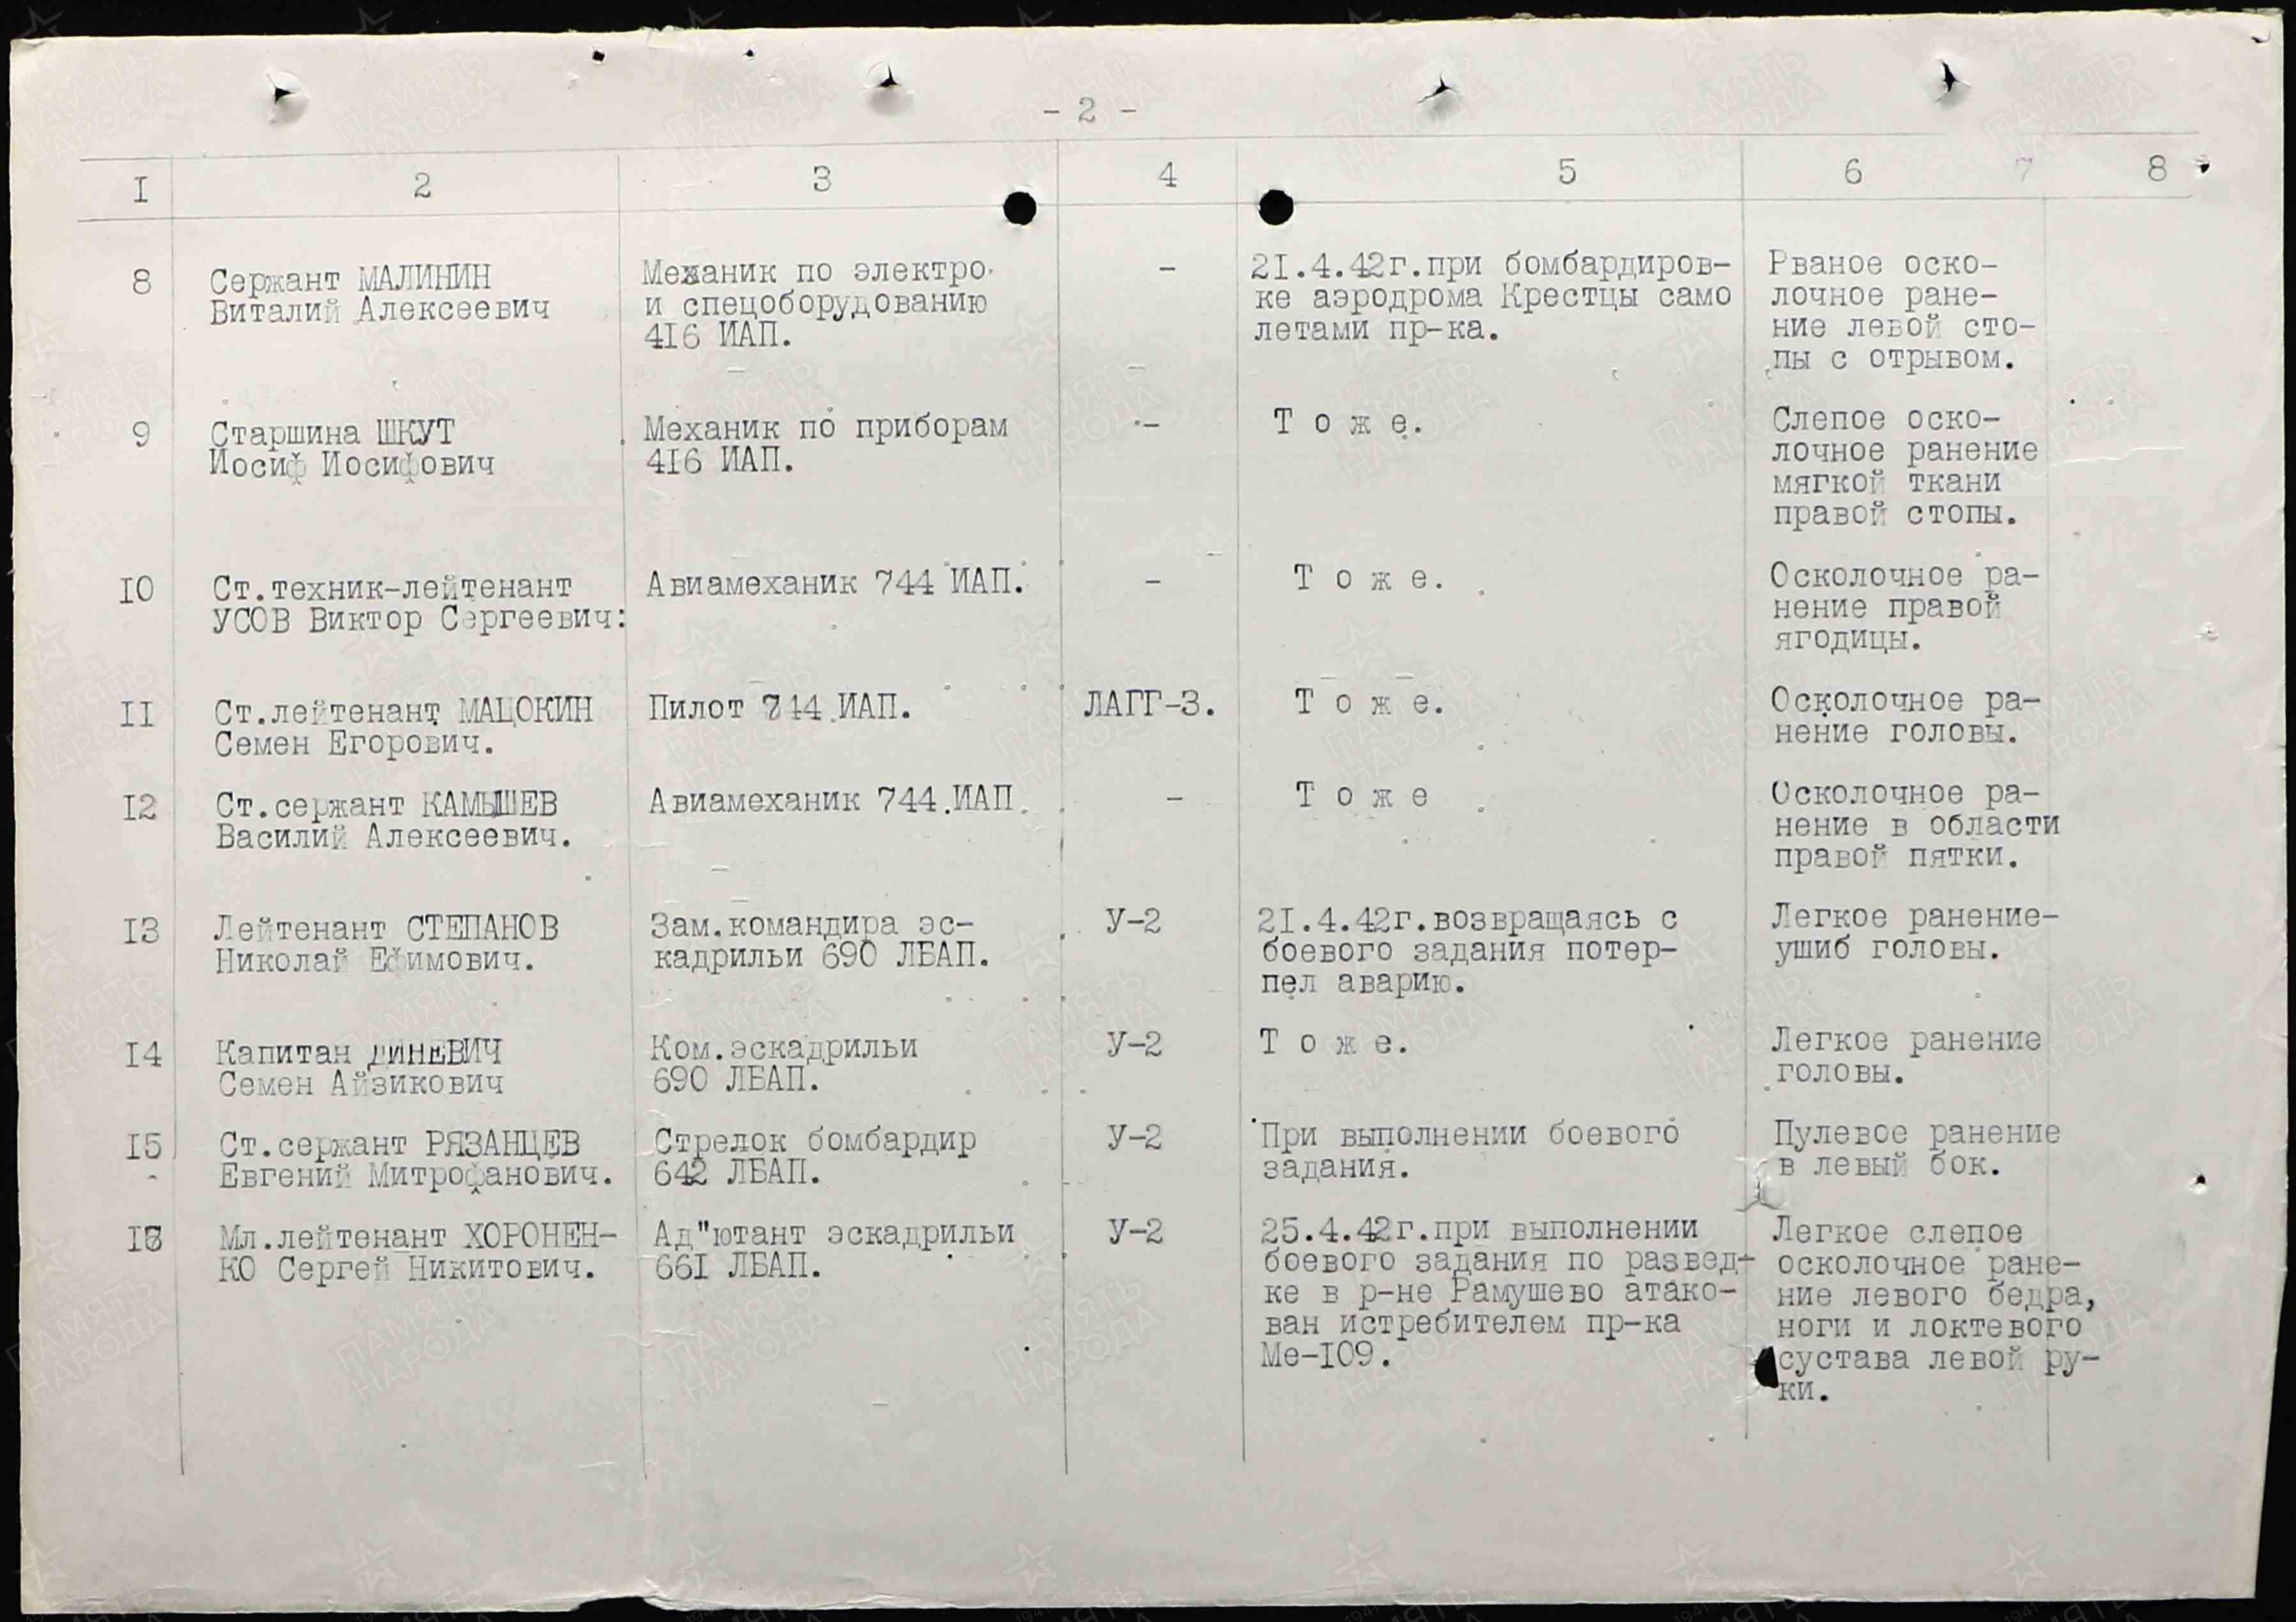 - 2 -
I 2 3 4 5 6 7 8
8 Сержант МАЛИНИН Механик по электро - 21.4.42г.при бомбардиров- Рваное оско-
Виталий Алексеевич и спецоборудованию ке аэродрома Крестцы само лочное ране-
416 ИАП. летами пр-ка. ние левой сто-
пы с отрывом.
9 Старшина ШКУТ Механик по приборам - Т о ж е. Слепое оско-
Иосиф Иосифович 416 ИАП. лочное ранение
мягкой ткани
правой стопы.
10 Ст.техник-лейтенант Авиамеханик 744 ИАП. - Т о ж е. Осколочное ра-
УСОВ Виктор Сергеевич: нение правой
ягодицы.
II Ст.лейтенант МАЦОКИН Пилот 744 ИАП. ЛАГГ-3. Т о ж е. Осколочное ра-
Семен Егорович. нение головы.
I2 Ст.сержант КАМЫШЕВ Авиамеханик 744.ИАП. - Т о ж е Осколочное ра-
Василий Алексеевич. нение в области
правой пятки.
I3 Лейтенант СТЕПАНОВ Зам.командира эс- У-2 2I.4.42г.возвращаясь с Легкое ранение-
Николай Ефимович. кадрильи 690 ЛБАП. боевого задания потер- ушиб головы.
пел аварию.
I4 Капитан ДИНЕВИЧ Ком.эскадрильи У-2 Т о ж е. Легкое ранение
Семен Айзикович 690 ЛБАП. головы.
I5 Ст.сержант РЯЗАНЦЕВ Стрелок бомбардир У-2 При выполнении боевого Пулевое ранение
Евгений Митрофанович. 642 ЛБАП. задания. в левый бок.
I6 Мл.лейтенант ХОРОНЕН- Ад"ютант эскадрильи У-2 25.4.42г.при выполнении Легкое слепое
КО Сергей Никитович. 66I ЛБАП. боевого задания по развед- осколочное ране-
ке в р-не Рамушево атако- ние левого бедра,
ван истребителем пр-ка ноги и локтевого
Ме-I09. сустава левой ру-
ки.